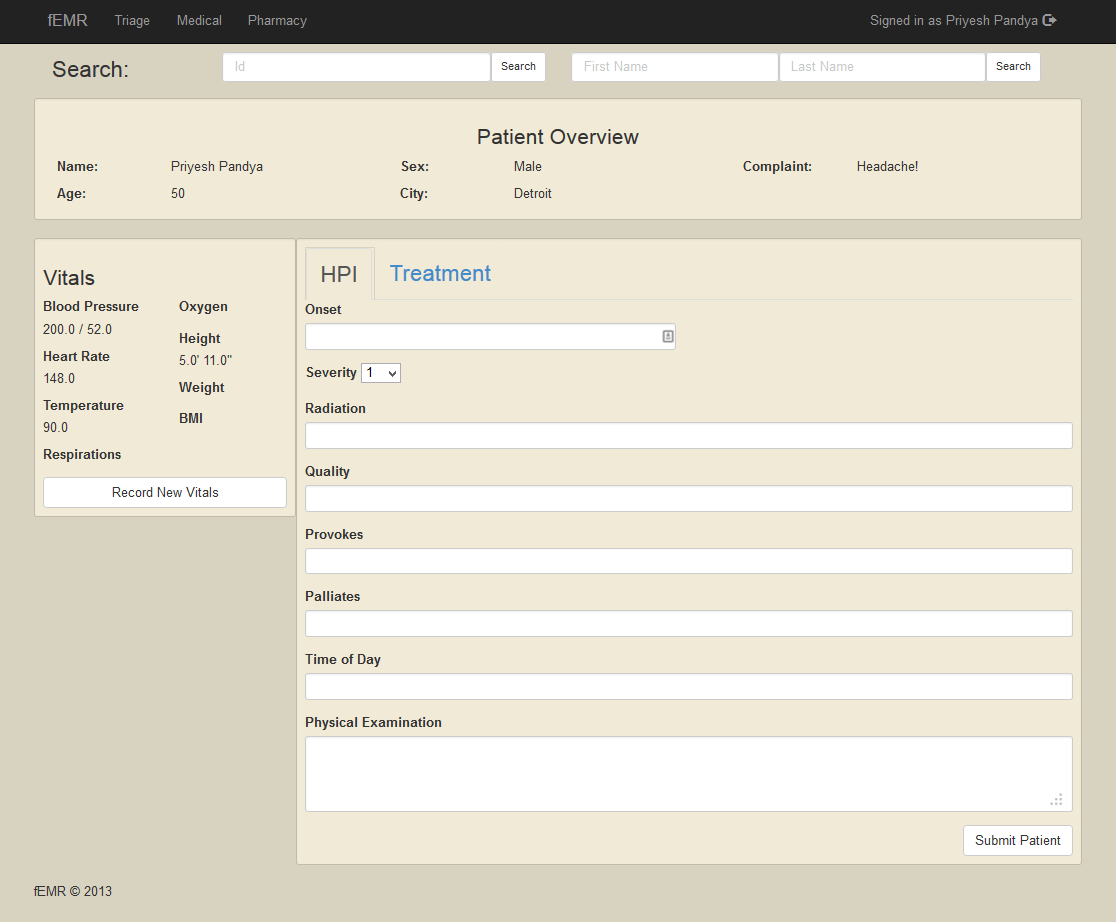 fEMR Triage Medical Pharmacy Signed in as Priyesh Pandya
Search: Id Search First Name Last Name Search
Patient Overview
Name: Priyesh Pandya Sex: Male Complaint: Headache!
Age: 50 City: Detroit
Vitals
Blood Pressure
200.0 / 52.0
Heart Rate
148.0
Temperature
90.0
Respirations
Oxygen
Height
5.0' 11.0"
Weight
BMI
Record New Vitals
HPI Treatment
Onset
Severity 1
Radiation
Quality
Provokes
Palliates
Time of Day
Physical Examination
Submit Patient
fEMR © 2013